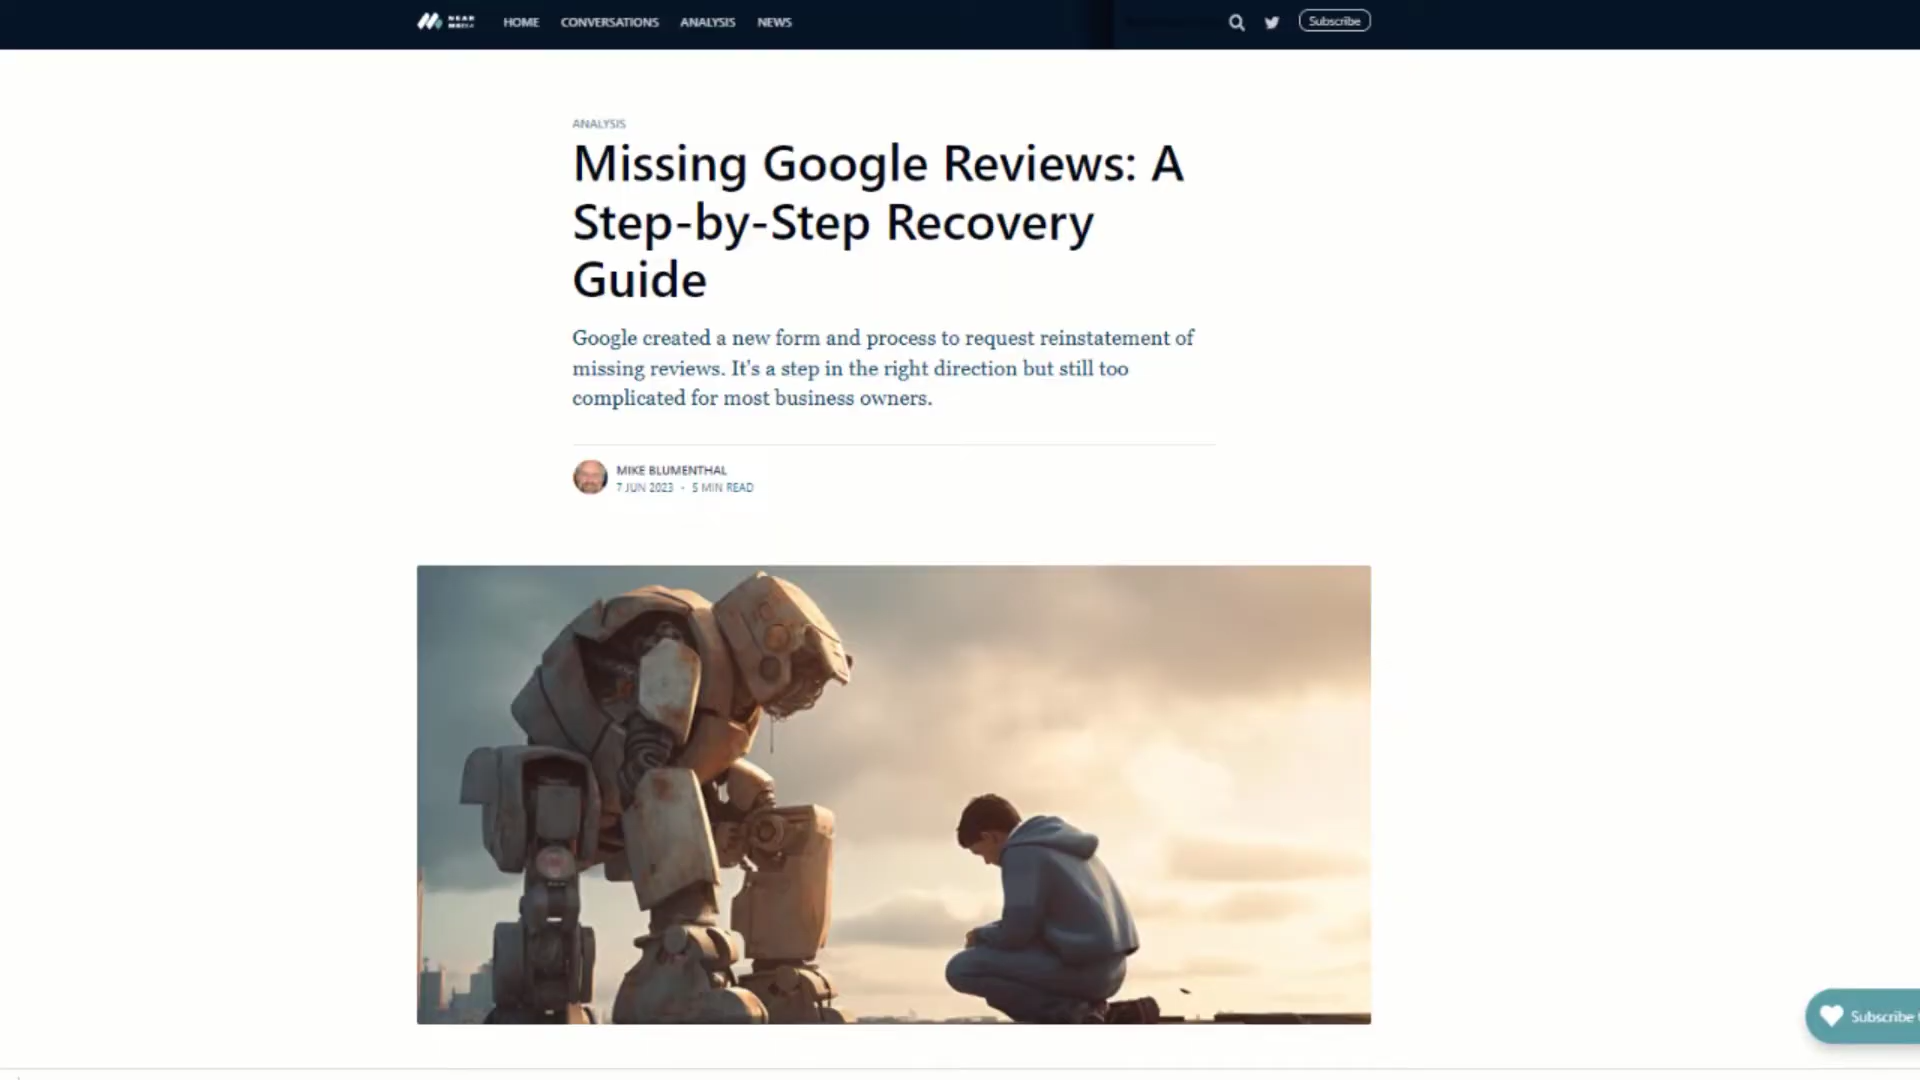 NEAR
MEDIA
HOME
CONVERSATIONS
ANALYSIS
NEWS
Subscribe
ANALYSIS
Missing Google Reviews: A
Step-by-Step Recovery
Guide
Google created a new form and process to request reinstatement of
missing reviews. It's a step in the right direction but still too
complicated for most business owners.
MIKE BLUMENTHAL
7 JUN 2023 • 5 MIN READ
Subscribe